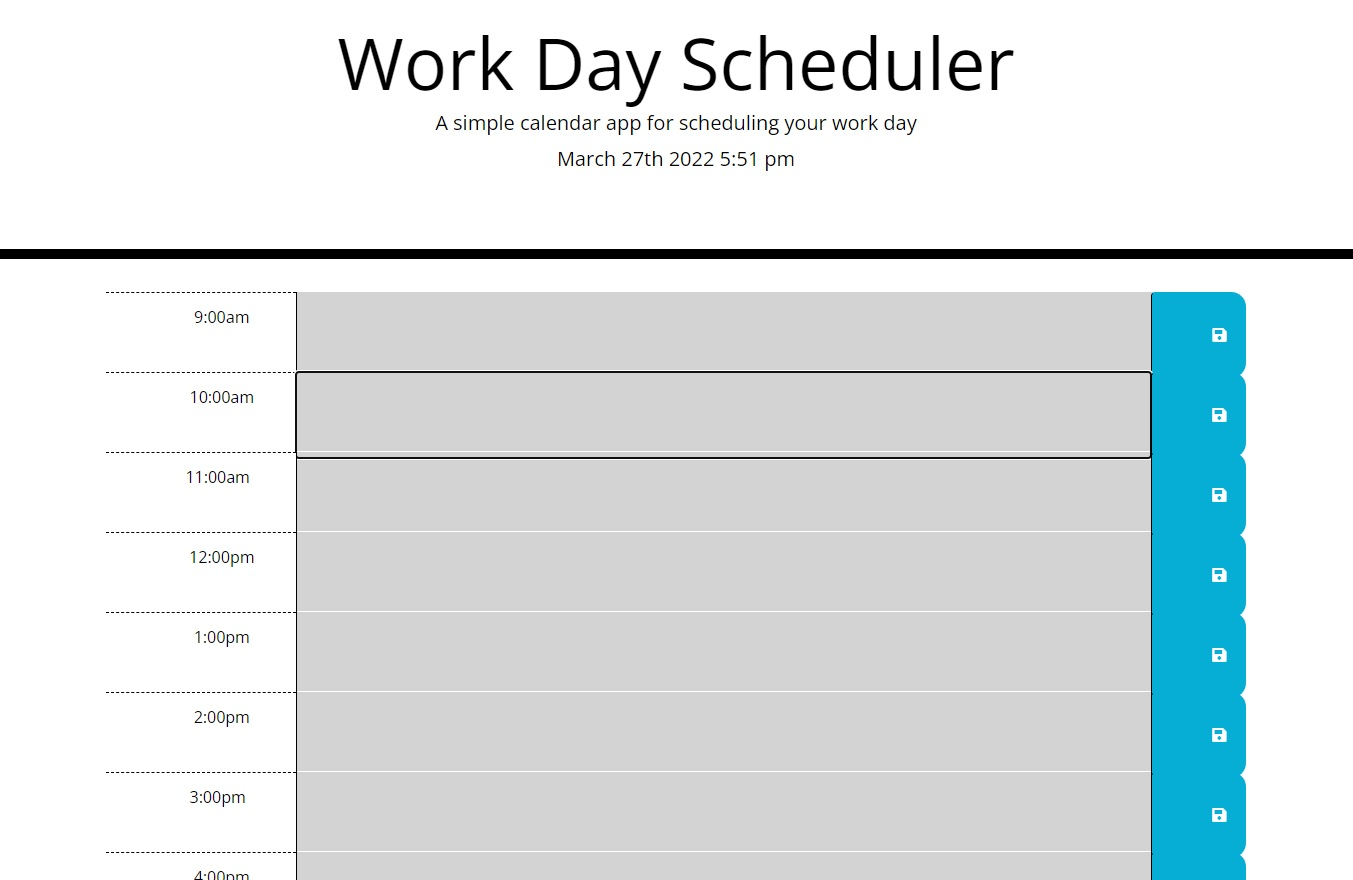 Work Day Scheduler
A simple calendar app for scheduling your work day
March 27th 2022 5:51 pm
9:00am
10:00am
11:00am
12:00pm
1:00pm
2:00pm
3:00pm
4:00pm